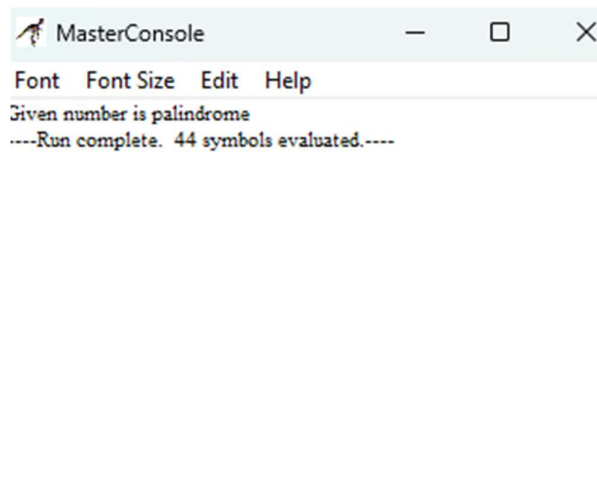 MasterConsole
Font Font Size Edit Help
Given number is palindrome
----Run complete.  44 symbols evaluated.----